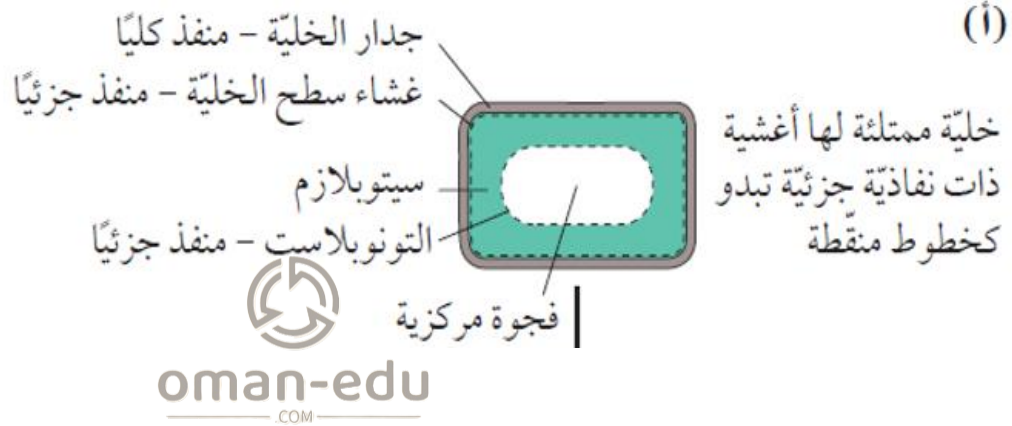 (أ)
جدار الخليّة – منفذ كليًا
غشاء سطح الخليّة – منفذ جزئيًا
خليّة ممتلئة لها أغشية
ذات نفاذيّة جزئيّة تبدو
كخطوط منقّطة
سيتوبلازم
التونوبلاست – منفذ جزئيًا
فجوة مركزية
oman-edu
.COM